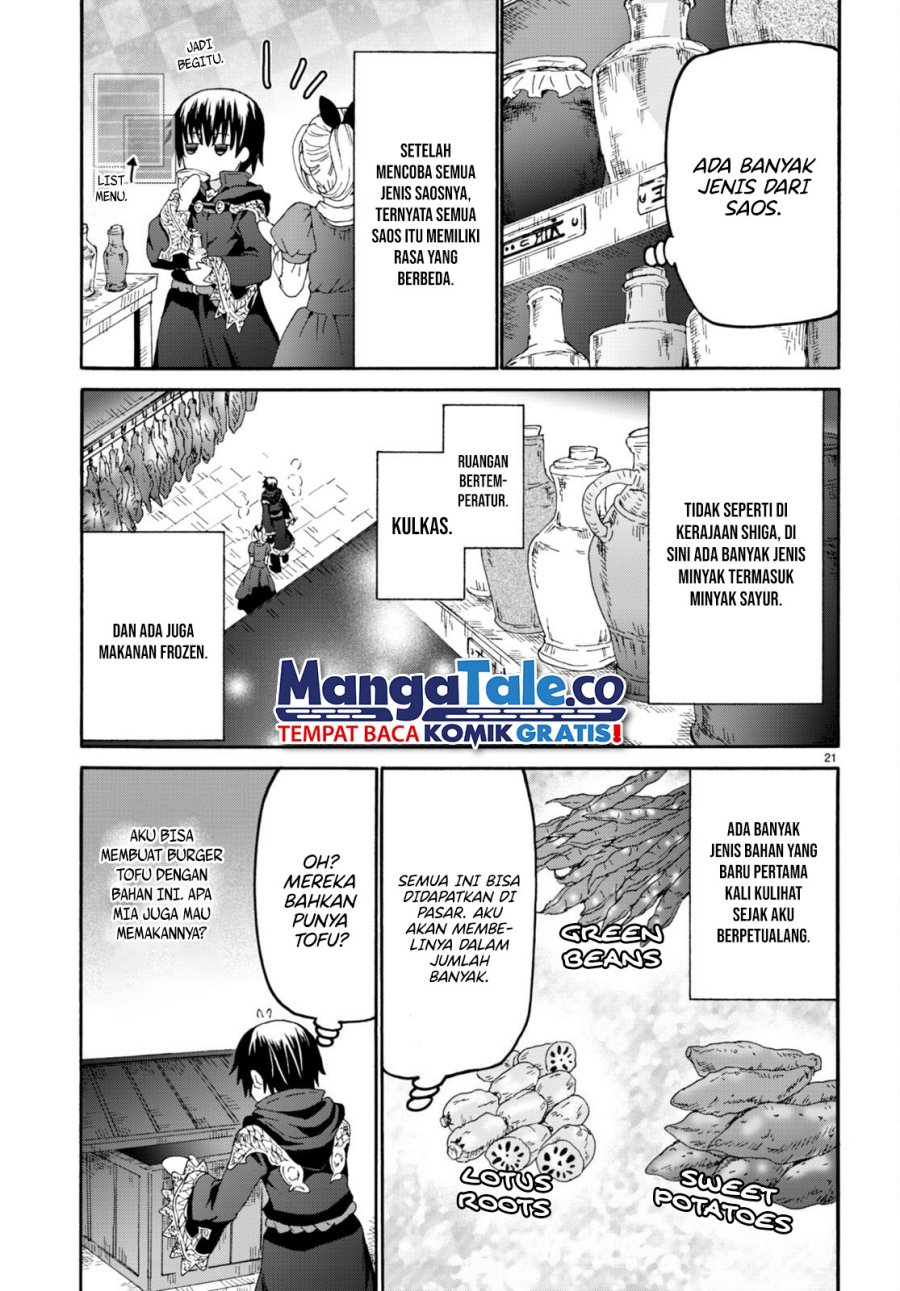 ADA BANYAK
JENIS DARI
SAOS.
SETELAH
MENCOBA SEMUA
JENIS SAOSNYA,
TERNYATA SEMUA
SAOS ITU MEMILIKI
RASA YANG
BERBEDA.
JADI
BEGITU.
LIST
MENU.
TIDAK SEPERTI DI
KERAJAAN SHIGA, DI
SINI ADA BANYAK JENIS
MINYAK TERMASUK
MINYAK SAYUR.
RUANGAN
BERTEM-
PERATUR.
KULKAS.
DAN ADA JUGA
MAKANAN FROZEN.
MangaTale.co
TEMPAT BACA KOMIK GRATIS!
21
ADA BANYAK
JENIS BAHAN YANG
BARU PERTAMA
KALI KULIHAT
SEJAK AKU
BERPETUALANG.
GREEN
BEANS
SWEET
POTATOES
LOTUS
ROOTS
SEMUA INI BISA
DIDAPATKAN DI
PASAR. AKU
AKAN MEMBE-
LINYA DALAM
JUMLAH
BANYAK.
OH?
MEREKA
BAHKAN
PUNYA
TOFU?
AKU BISA
MEMBUAT BURGER
TOFU DENGAN
BAHAN INI. APA
MIA JUGA MAU
MEMAKANNYA?